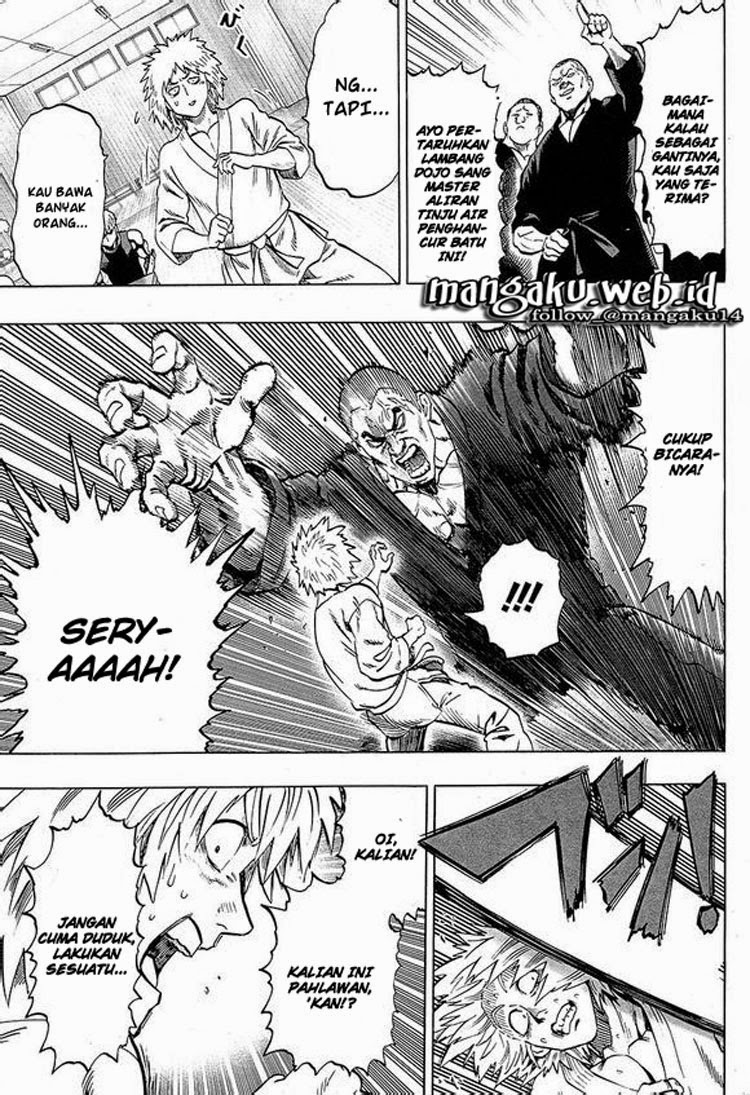 BAGAI-
MANA
KALAU
SEBAGAI
GANTINYA,
KAU SAJA
YANG TE-
RIMA?
AYO PER-
TARUHKAN
LAMBANG
DOJO SANG
MASTER
ALIRAN
TINJU AIR
PENGHAN-
CUR BATU
INI!
NG...
TAPI...
KAU BAWA
BANYAK
ORANG...
mangaku.web.id
follow_@mangaku14
CUKUP
BICARA-
NYA!
!!!
SERY-
AAAAH!
OI,
KALIAN!
KALIAN INI
PAHLAWAN,
'KAN!?
JANGAN
CUMA DUDUK,
LAKUKAN
SESUATU...